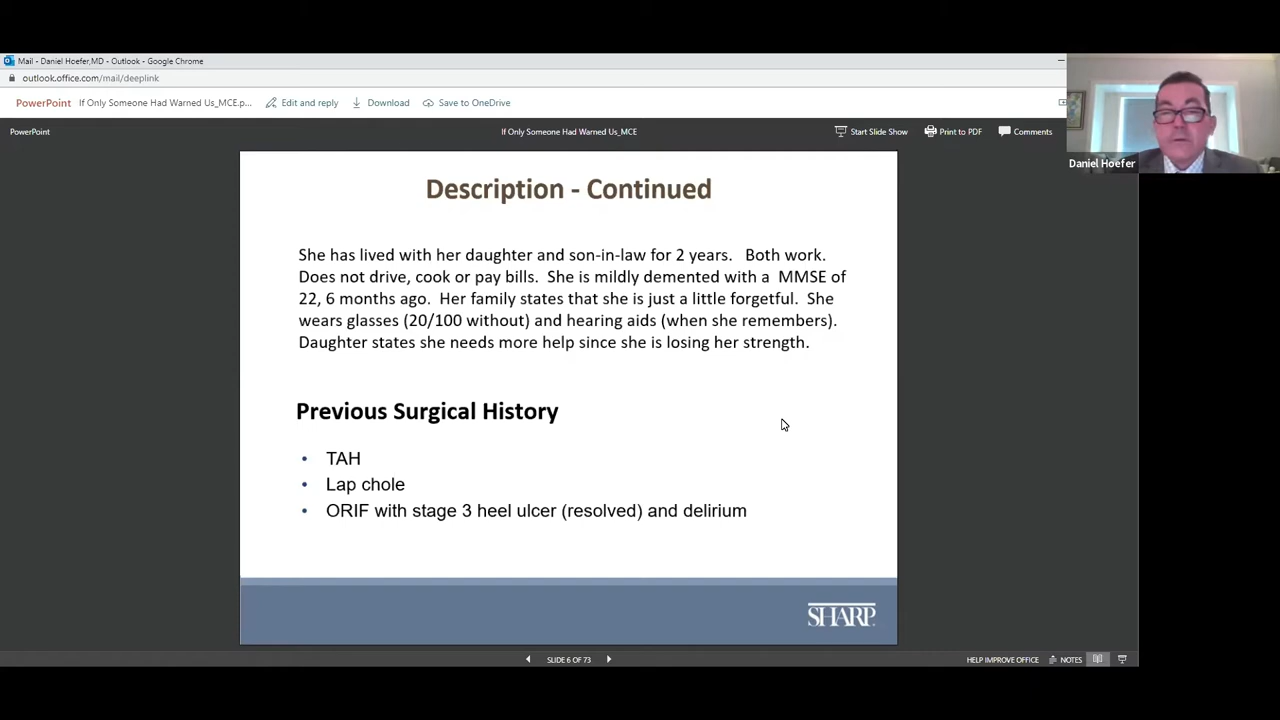 Mail - Daniel Hoefer,MD - Outlook - Google Chrome
outlook.office.com/mail/deeplink
PowerPoint If Only Someone Had Warned Us_MCE.p... Edit and reply Download Save to OneDrive
PowerPoint If Only Someone Had Warned Us_MCE Start Slide Show Print to PDF Comments
Daniel Hoefer
Description - Continued
She has lived with her daughter and son-in-law for 2 years. Both work.
Does not drive, cook or pay bills. She is mildly demented with a MMSE of
22, 6 months ago. Her family states that she is just a little forgetful. She
wears glasses (20/100 without) and hearing aids (when she remembers).
Daughter states she needs more help since she is losing her strength.
Previous Surgical History
• TAH
• Lap chole
• ORIF with stage 3 heel ulcer (resolved) and delirium
SHARP
SLIDE 6 OF 73 HELP IMPROVE OFFICE NOTES